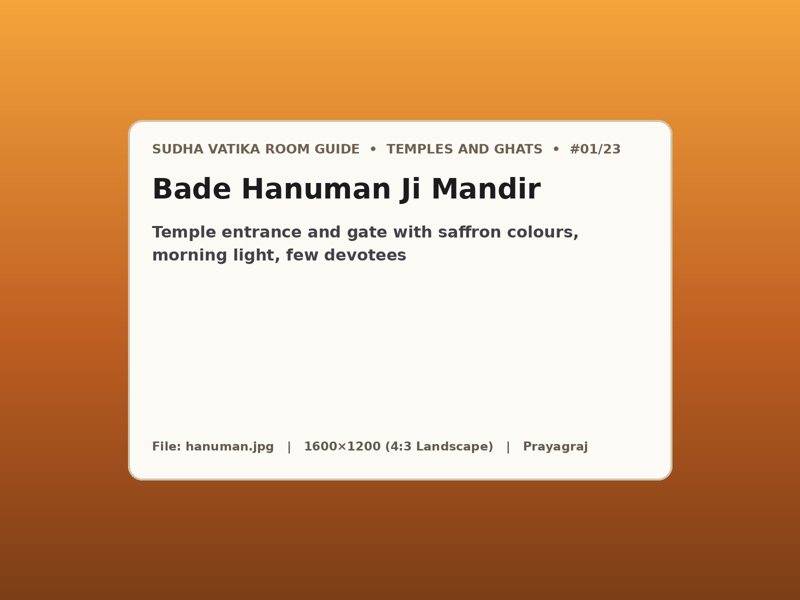 SUDHA VATIKA ROOM GUIDE • TEMPLES AND GHATS • #01/23
Bade Hanuman Ji Mandir
Temple entrance and gate with saffron colours,
morning light, few devotees
File: hanuman.jpg | 1600×1200 (4:3 Landscape) | Prayagraj